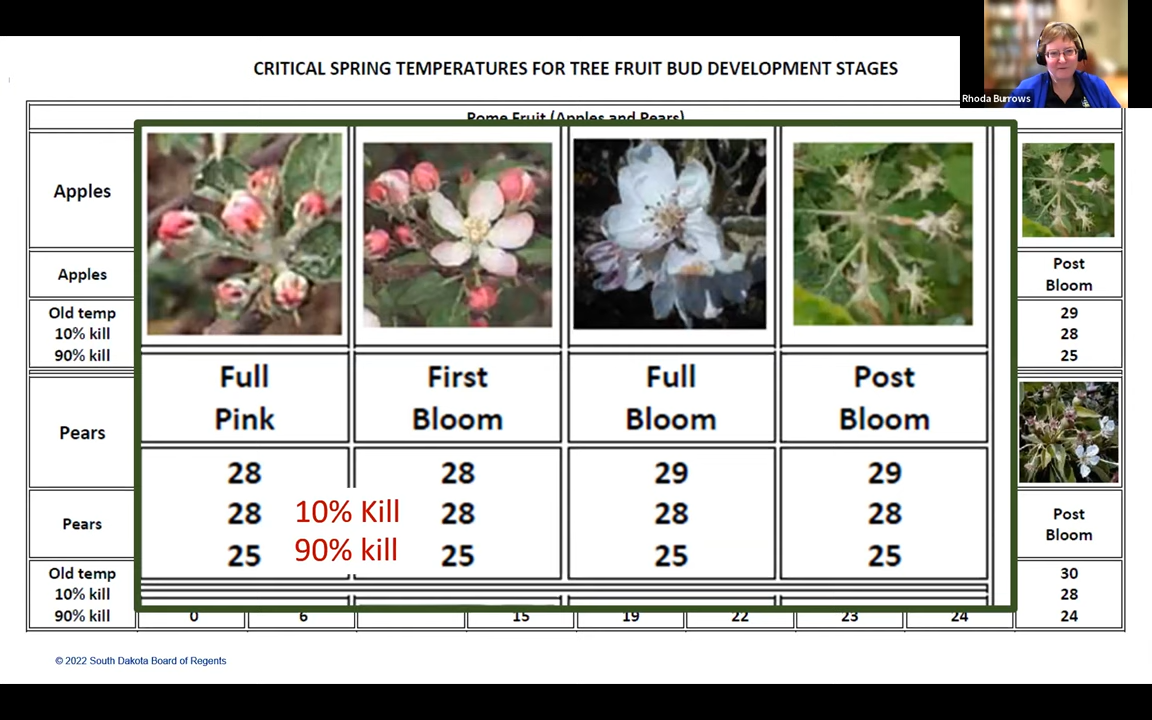 CRITICAL SPRING TEMPERATURES FOR TREE FRUIT BUD DEVELOPMENT STAGES
Rhoda Burrows
Pome Fruit (Apples and Pears)
Apples
Apples
Old temp
10% kill
90% kill
Pears
Pears
Old temp
10% kill
90% kill
Full Pink
First Bloom
Full Bloom
Post Bloom
28 28 29 29
28 10% Kill 28 28 28
25 90% kill 25 25 25
Post
Bloom
29
28
25
Post
Bloom
30
28
24
0 6 15 19 22 23 24
© 2022 South Dakota Board of Regents